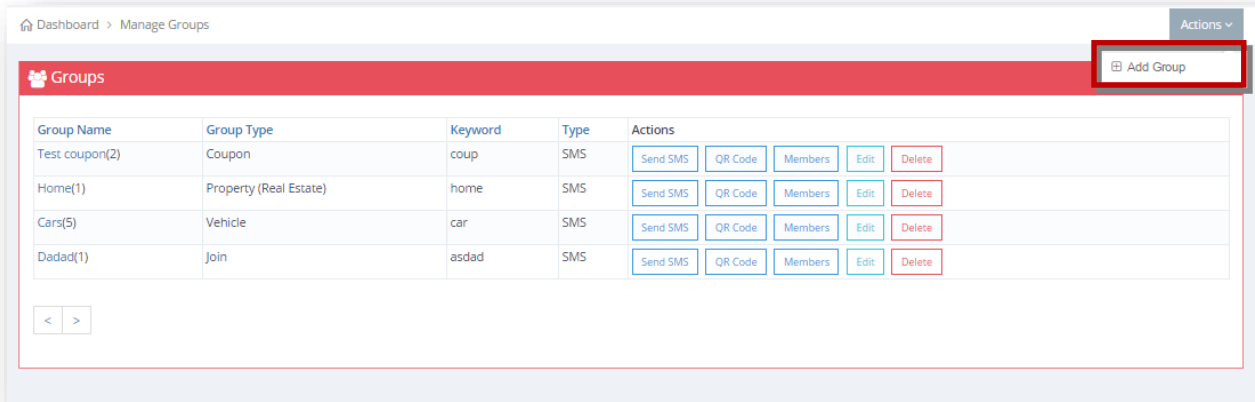 Dashboard > Manage Groups
Actions
Add Group
Groups
Group Name Group Type Keyword Type Actions
Test coupon(2) Coupon coup SMS Send SMS QR Code Members Edit Delete
Home(1) Property (Real Estate) home SMS Send SMS QR Code Members Edit Delete
Cars(5) Vehicle car SMS Send SMS QR Code Members Edit Delete
Dadad(1) Join asdad SMS Send SMS QR Code Members Edit Delete
< >